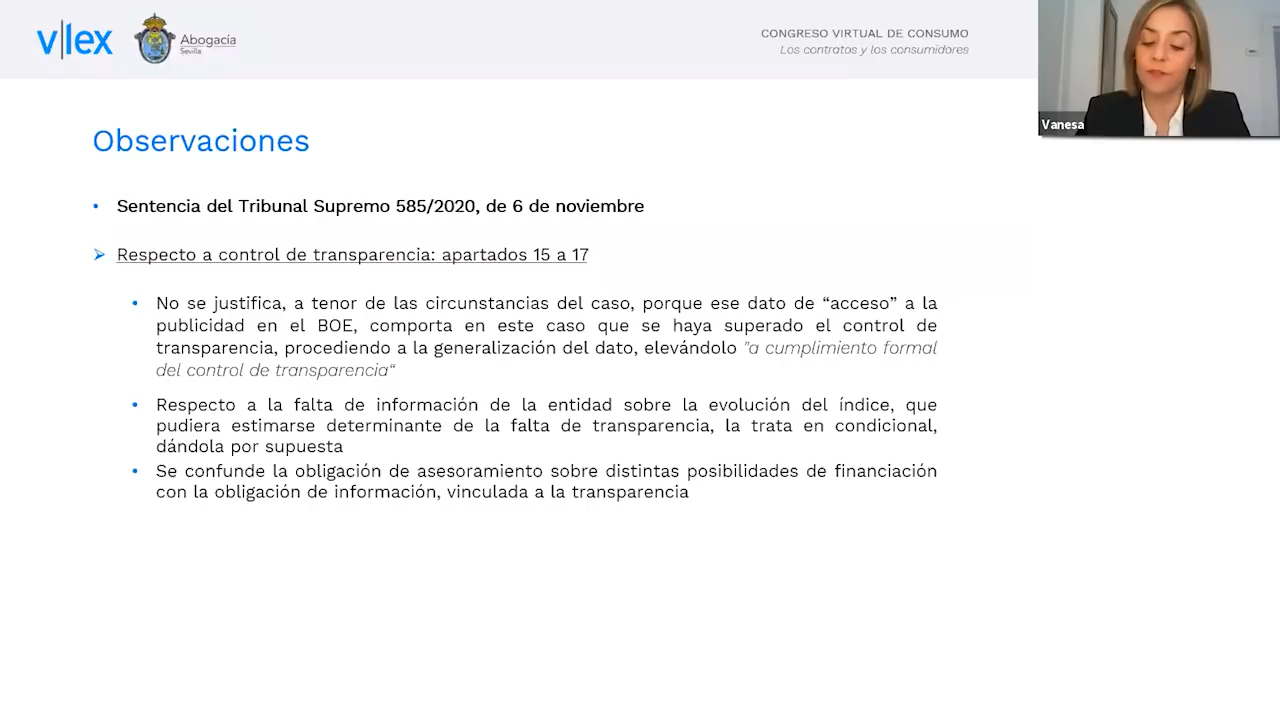 vlex
Abogacía
Sevilla
CONGRESO VIRTUAL DE CONSUMO
Los contratos y los consumidores
Vanesa
Observaciones
• Sentencia del Tribunal Supremo 585/2020, de 6 de noviembre
➢ Respecto a control de transparencia: apartados 15 a 17
• No se justifica, a tenor de las circunstancias del caso, porque ese dato de “acceso” a la
publicidad en el BOE, comporta en este caso que se haya superado el control de
transparencia, procediendo a la generalización del dato, elevándolo "a cumplimiento formal
del control de transparencia“
• Respecto a la falta de información de la entidad sobre la evolución del índice, que
pudiera estimarse determinante de la falta de transparencia, la trata en condicional,
dándola por supuesta
• Se confunde la obligación de asesoramiento sobre distintas posibilidades de financiación
con la obligación de información, vinculada a la transparencia